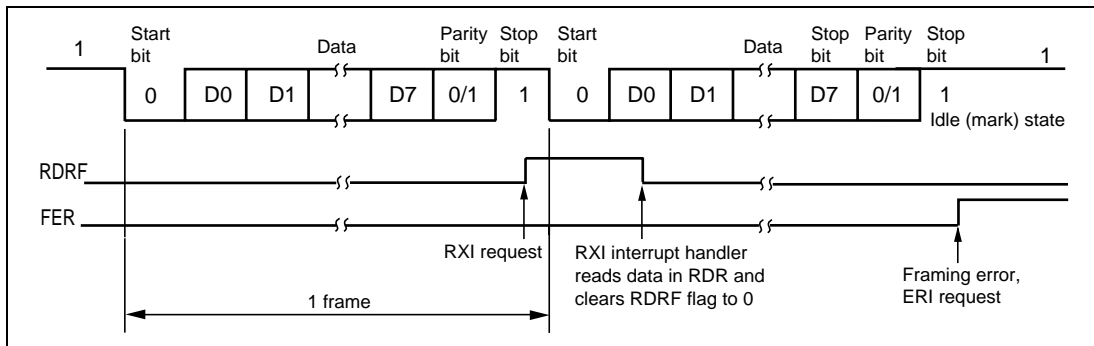 1
Start bit
Data
Parity bit
Stop bit
Start bit
Data
Stop bit
Parity bit
Stop bit
1
0
D0
D1
D7
0/1
1
0
D0
D1
D7
0/1
1
Idle (mark) state
RDRF
FER
RXI request
RXI interrupt handler
reads data in RDR and
clears RDRF flag to 0
Framing error,
ERI request
1 frame